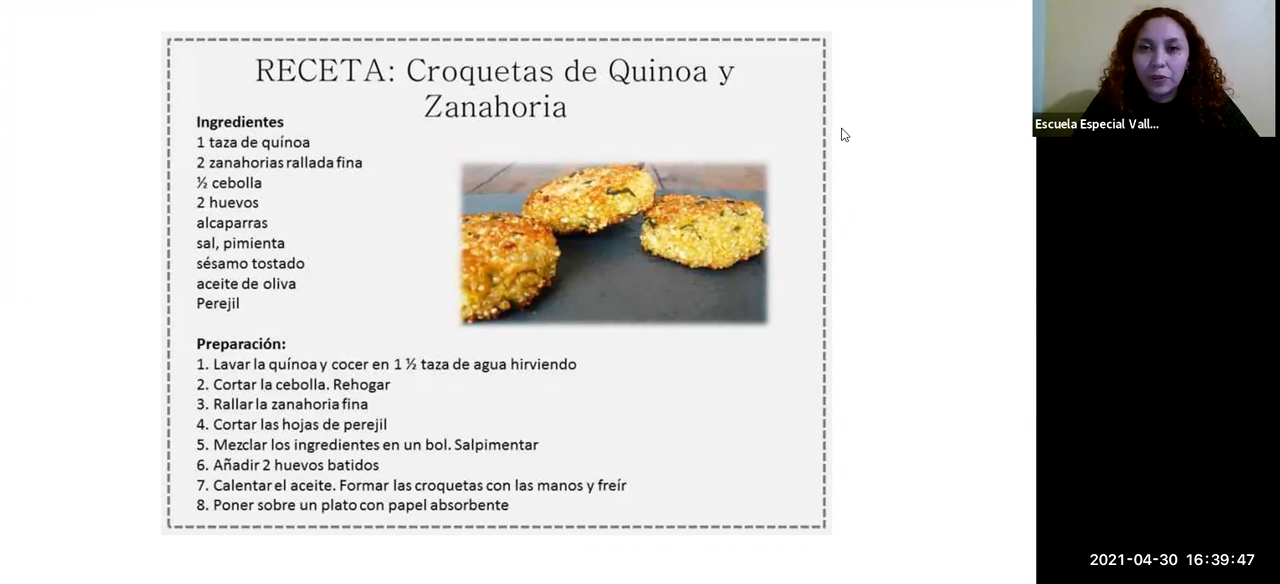 RECETA: Croquetas de Quinoa y
Zanahoria
Ingredientes
1 taza de quínoa
2 zanahorias rallada fina
½ cebolla
2 huevos
alcaparras
sal, pimienta
sésamo tostado
aceite de oliva
Perejil
Preparación:
1. Lavar la quínoa y cocer en 1 ½ taza de agua hirviendo
2. Cortar la cebolla. Rehogar
3. Rallar la zanahoria fina
4. Cortar las hojas de perejil
5. Mezclar los ingredientes en un bol. Salpimentar
6. Añadir 2 huevos batidos
7. Calentar el aceite. Formar las croquetas con las manos y freír
8. Poner sobre un plato con papel absorbente
Escuela Especial Vall...
2021-04-30 16:39:47